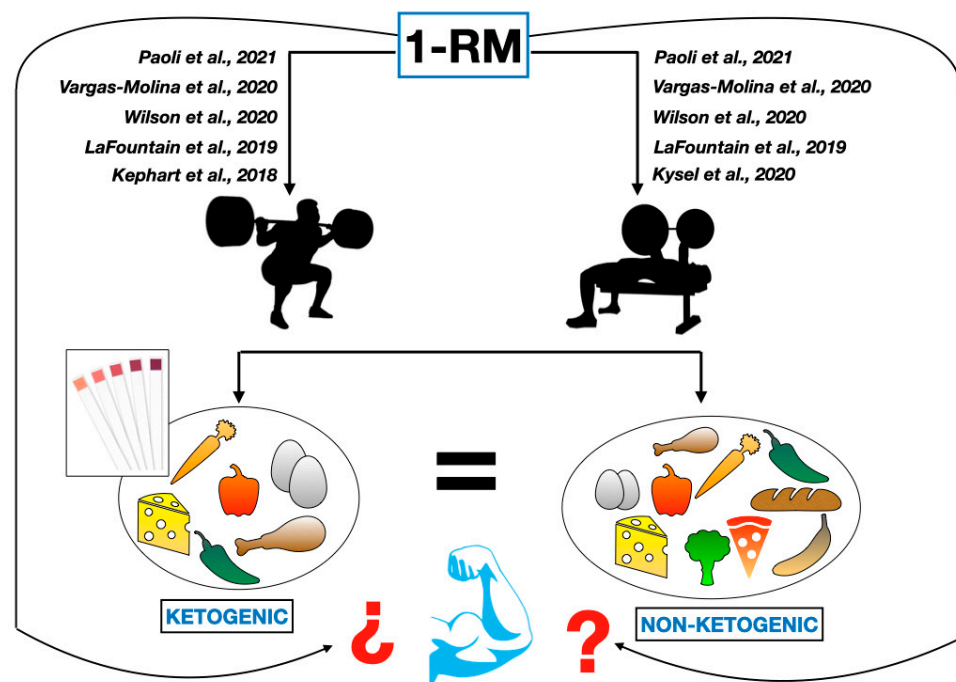 1-RM
Paoli et al., 2021
Vargas-Molina et al., 2020
Wilson et al., 2020
LaFountain et al., 2019
Kephart et al., 2018
Paoli et al., 2021
Vargas-Molina et al., 2020
Wilson et al., 2020
LaFountain et al., 2019
Kysel et al., 2020
=
KETOGENIC
NON-KETOGENIC
¿ ?